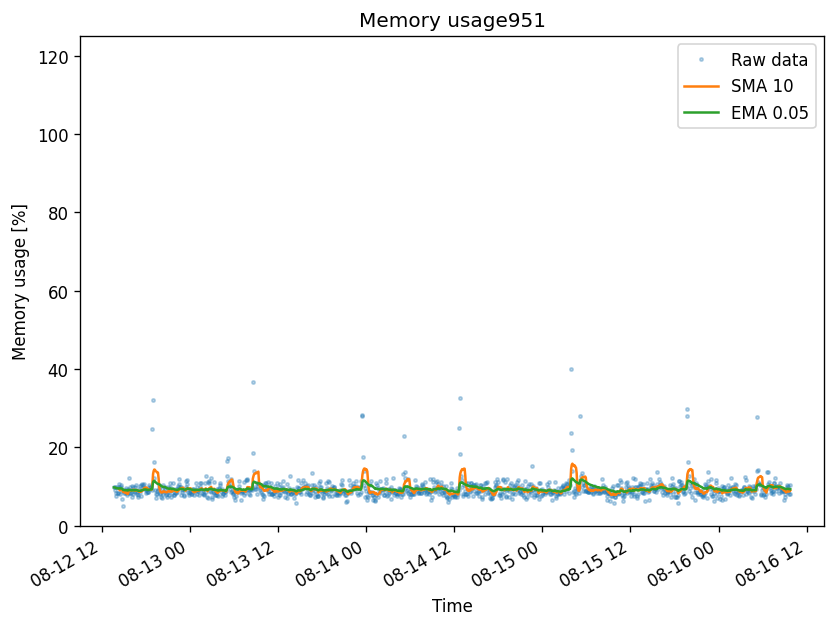 Memory usage951
120
100
80
60
40
20
0
Memory usage [%]
Raw data
SMA 10
EMA 0.05
08-12 12
08-13 00
08-13 12
08-14 00
08-14 12
08-15 00
08-15 12
08-16 00
08-16 12
Time